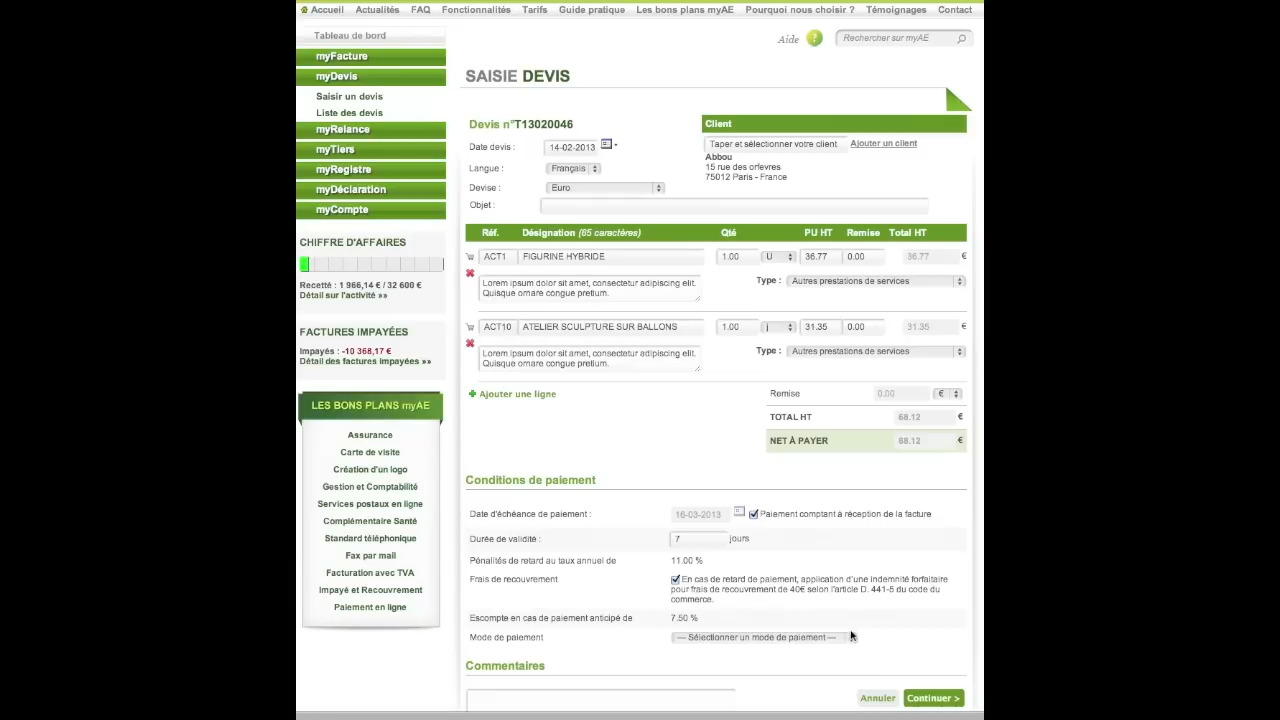 Accueil Actualités FAQ Fonctionnalités Tarifs Guide pratique Les bons plans myAE Pourquoi nous choisir ? Témoignages Contact
Tableau de bord
Aide ? Rechercher sur myAE
myFacture
myDevis
Saisir un devis
Liste des devis
myRelance
myTiers
myRegistre
myDéclaration
myCompte
CHIFFRE D'AFFAIRES
Recette : 1 966,14 € / 32 600 €
Détail sur l'activité »»
FACTURES IMPAYÉES
Impayés : -10 368,17 €
Détail des factures impayées »»
LES BONS PLANS myAE
Assurance
Carte de visite
Création d'un logo
Gestion et Comptabilité
Services postaux en ligne
Complémentaire Santé
Standard téléphonique
Fax par mail
Facturation avec TVA
Impayé et Recouvrement
Paiement en ligne
SAISIE DEVIS
Devis n°T13020046
Date devis : 14-02-2013
Langue : Français
Devise : Euro
Objet :
Client
Taper et sélectionner votre client Ajouter un client
Abbou
15 rue des orfevres
75012 Paris - France
Réf. Désignation (65 caractères) Qté PU HT Remise Total HT
ACT1 FIGURINE HYBRIDE 1.00 U 36.77 0.00 36.77 €
Lorem ipsum dolor sit amet, consectetur adipiscing elit.
Quisque ornare congue pretium.
Type : Autres prestations de services
ACT10 ATELIER SCULPTURE SUR BALLONS 1.00 j 31.35 0.00 31.35 €
Lorem ipsum dolor sit amet, consectetur adipiscing elit.
Quisque ornare congue pretium.
Type : Autres prestations de services
Ajouter une ligne
Remise 0.00 €
TOTAL HT 68.12 €
NET À PAYER 68.12 €
Conditions de paiement
Date d'échéance de paiement : 16-03-2013 Paiement comptant à réception de la facture
Durée de validité : 7 jours
Pénalités de retard au taux annuel de 11.00 %
Frais de recouvrement En cas de retard de paiement, application d'une indemnité forfaitaire
pour frais de recouvrement de 40€ selon l'article D. 441-5 du code du
commerce.
Escompte en cas de paiement anticipé de 7.50 %
Mode de paiement — Sélectionner un mode de paiement —
Commentaires
Annuler Continuer >